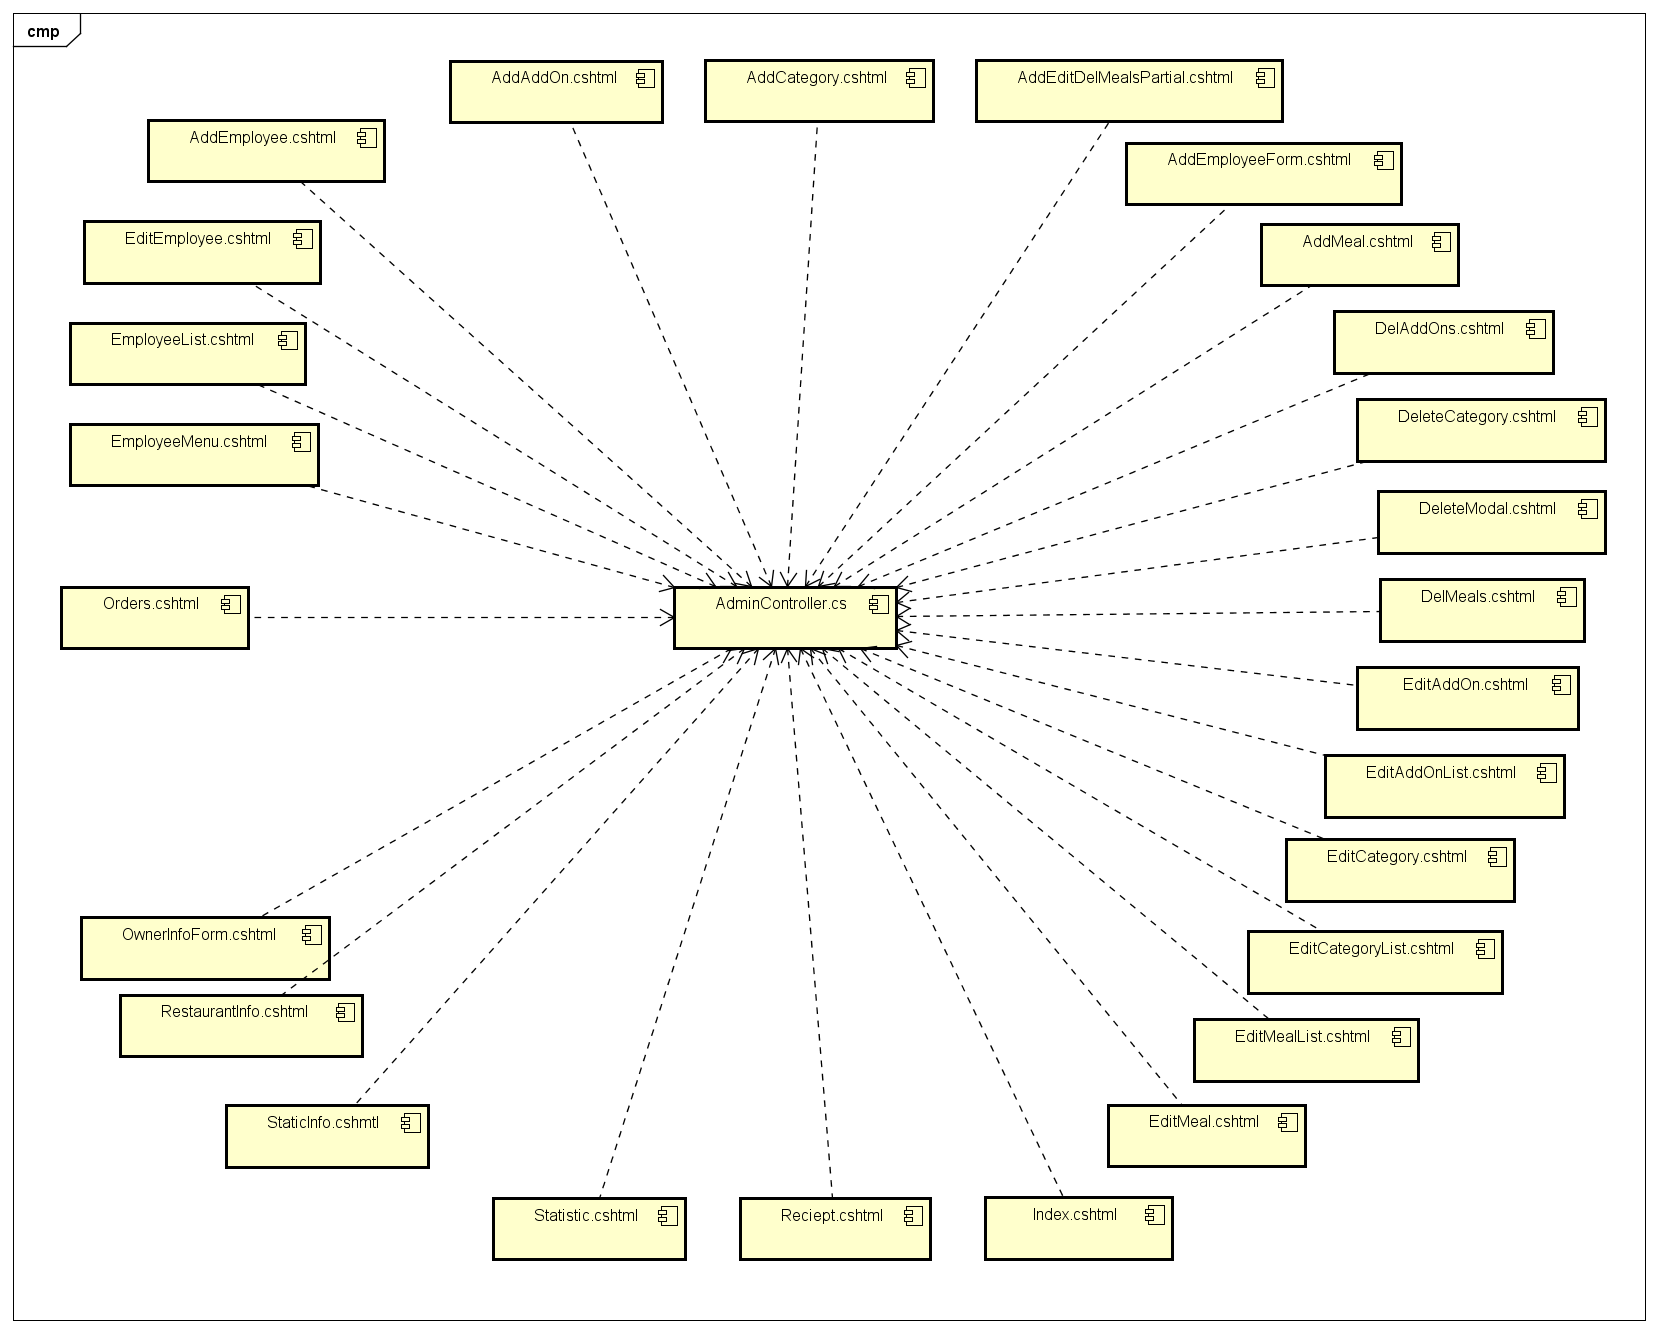 cmp
AddAddOn.cshtml
AddCategory.cshtml
AddEditDelMealsPartial.cshtml
AddEmployee.cshtml
AddEmployeeForm.cshtml
EditEmployee.cshtml
AddMeal.cshtml
EmployeeList.cshtml
DelAddOns.cshtml
EmployeeMenu.cshtml
DeleteCategory.cshtml
DeleteModal.cshtml
Orders.cshtml
AdminController.cs
DelMeals.cshtml
EditAddOn.cshtml
EditAddOnList.cshtml
EditCategory.cshtml
OwnerInfoForm.cshtml
EditCategoryList.cshtml
RestaurantInfo.cshtml
EditMealList.cshtml
StaticInfo.cshmtl
EditMeal.cshtml
Statistic.cshtml
Reciept.cshtml
Index.cshtml